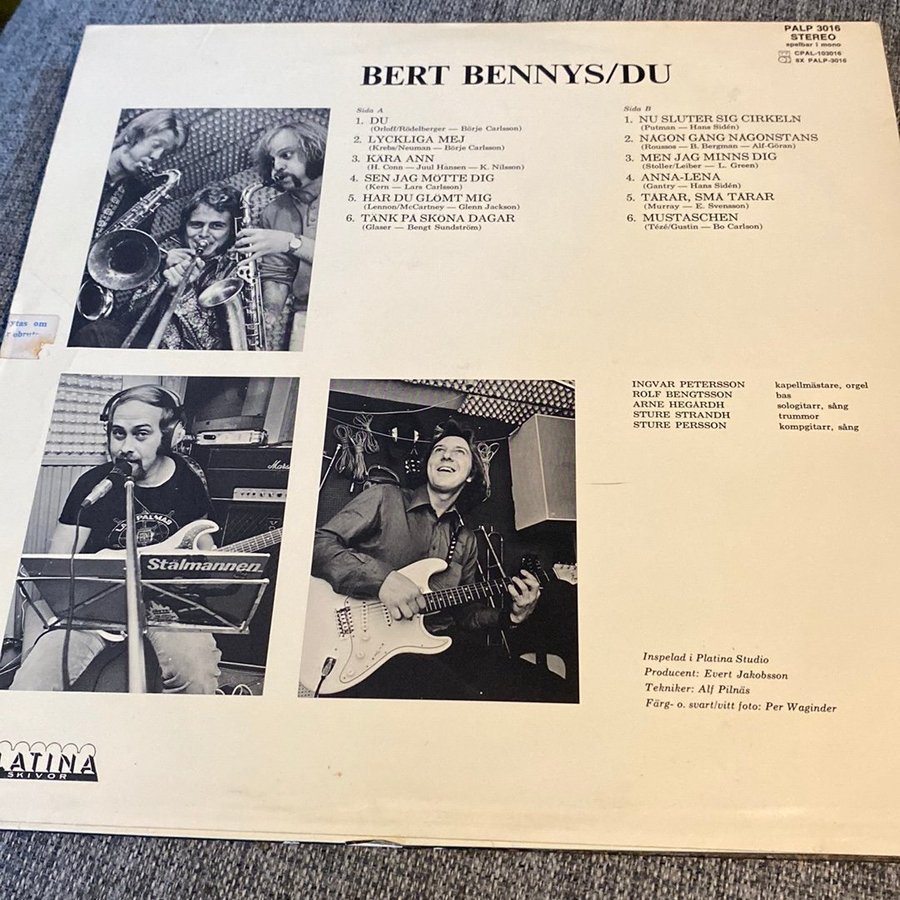 PALP 3016
STEREO
spelbar i mono
CPAL-103016
8X PALP-3016
BERT BENNYS/DU
Sida A
1. DU
(Orloff/Rödelberger — Börje Carlsson)
2. LYCKLIGA MEJ
(Krebs/Neuman — Börje Carlsson)
3. KÄRA ANN
(H. Conn — Juul Hansen — K. Nilsson)
4. SEN JAG MÖTTE DIG
(Kern — Lars Carlsson)
5. HAR DU GLÖMT MIG
(Lennon/McCartney — Glenn Jackson)
6. TÄNK PÅ SKÖNA DAGAR
(Glaser — Bengt Sundström)
Sida B
1. NU SLUTER SIG CIRKELN
(Putman — Hans Sidén)
2. NÅGON GÅNG NÅGONSTANS
(Roussos — B. Bergman — Alf-Göran)
3. MEN JAG MINNS DIG
(Stoller/Leiber — L. Green)
4. ANNA-LENA
(Gantry — Hans Sidén)
5. TÅRAR, SMÅ TÅRAR
(Murray — E. Svensson)
6. MUSTASCHEN
(Tézé/Gustin — Bo Carlson)
ytas om
INGVAR PETERSSON kapellmästare, orgel
ROLF BENGTSSON bas
ARNE HEGÅRDH sologitarr, sång
STURE STRANDH trummor
STURE PERSSON kompgitarr, sång
PALMAS
Stålmannen
Inspelad i Platina Studio
Producent: Evert Jakobsson
Tekniker: Alf Pilnäs
Färg- o. svart/vitt foto: Per Waginder
LATINA
SKIVOR